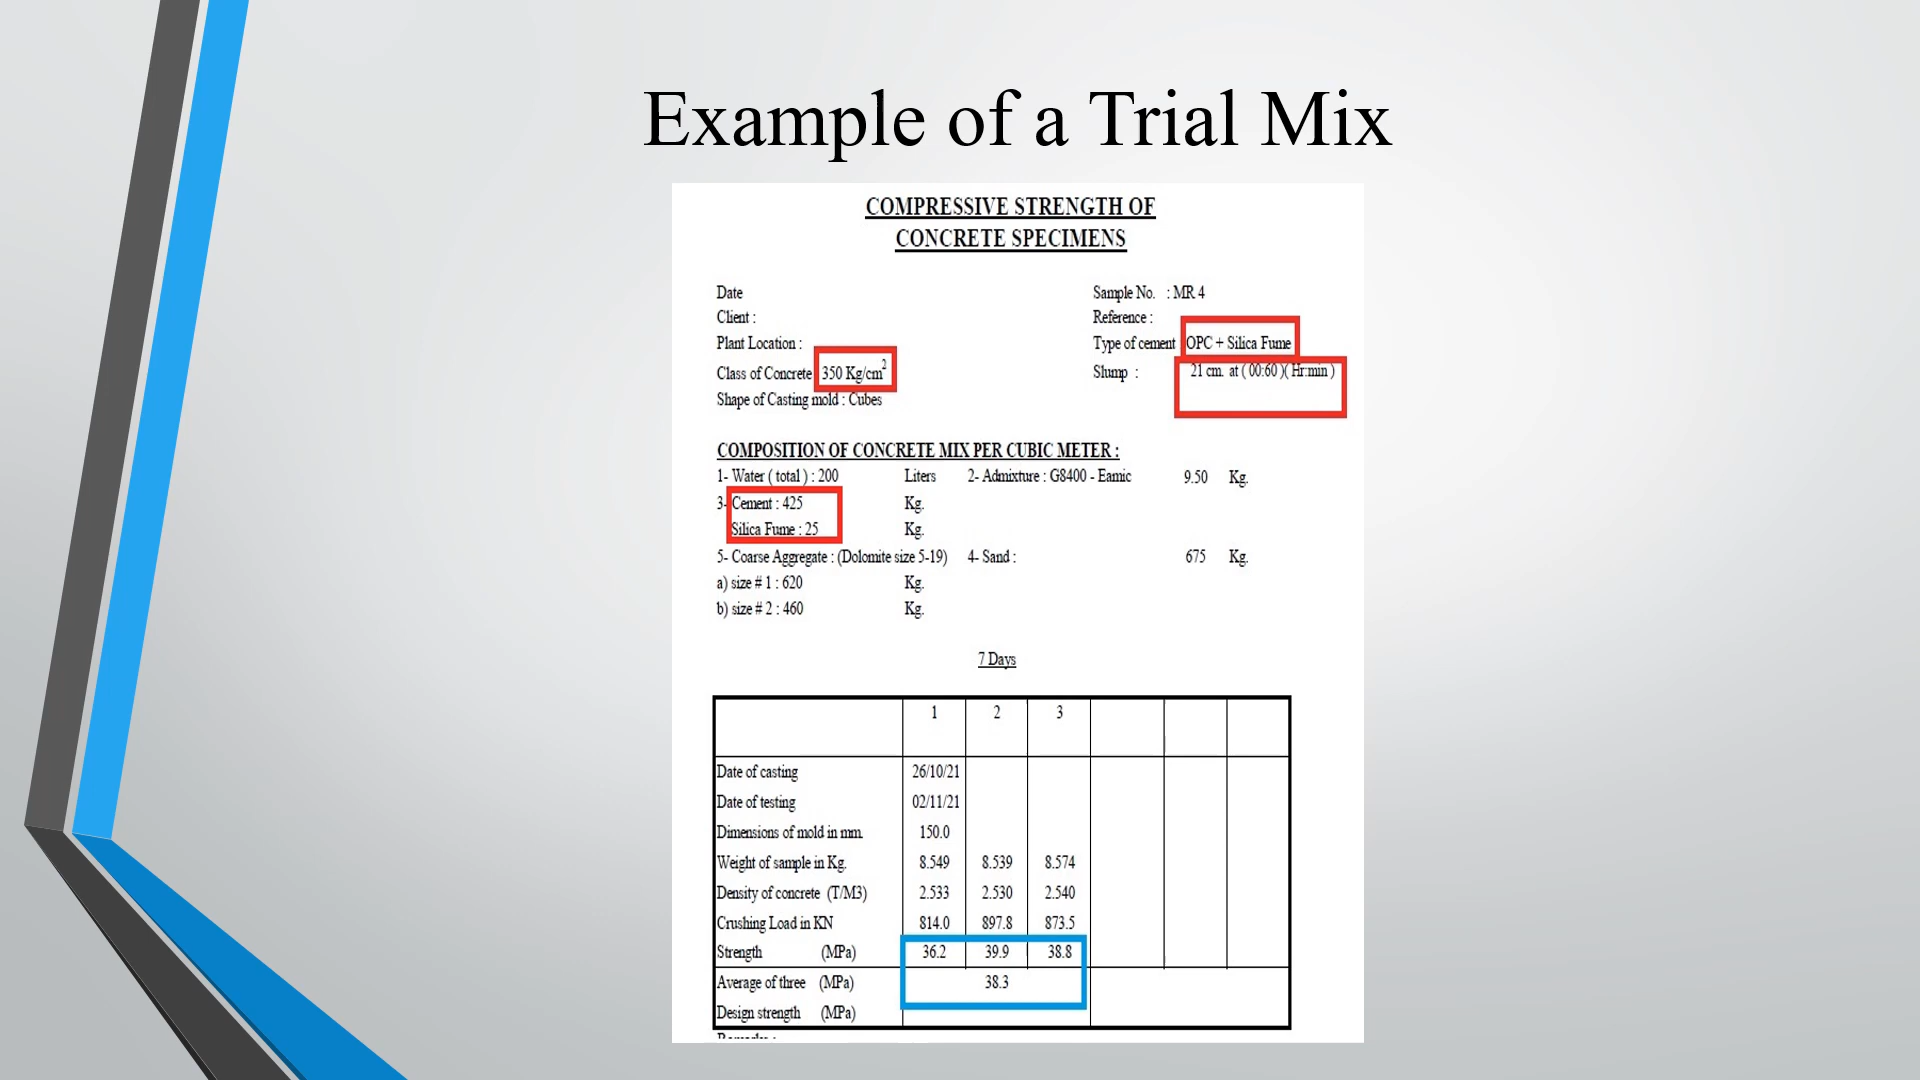 Example of a Trial Mix
COMPRESSIVE STRENGTH OF
CONCRETE SPECIMENS
Date Sample No. : MR 4
Client : Reference :
Plant Location : Type of cement OPC + Silica Fume
Class of Concrete 350 Kg/cm2 Slump : 21 cm. at ( 00:60 )( Hr:min )
Shape of Casting mold : Cubes
COMPOSITION OF CONCRETE MIX PER CUBIC METER :
1- Water ( total ) : 200 Liters 2- Admixture : G8400 - Eamic 9.50 Kg.
3- Cement : 425 Kg.
Silica Fume : 25 Kg.
5- Coarse Aggregate : (Dolomite size 5-19) 4- Sand : 675 Kg.
a) size # 1 : 620 Kg.
b) size # 2 : 460 Kg.
7 Days
1 2 3
Date of casting 26/10/21
Date of testing 02/11/21
Dimensions of mold in mm. 150.0
Weight of sample in Kg. 8.549 8.539 8.574
Density of concrete (T/M3) 2.533 2.530 2.540
Crushing Load in KN 814.0 897.8 873.5
Strength (MPa) 36.2 39.9 38.8
Average of three (MPa) 38.3
Design strength (MPa)